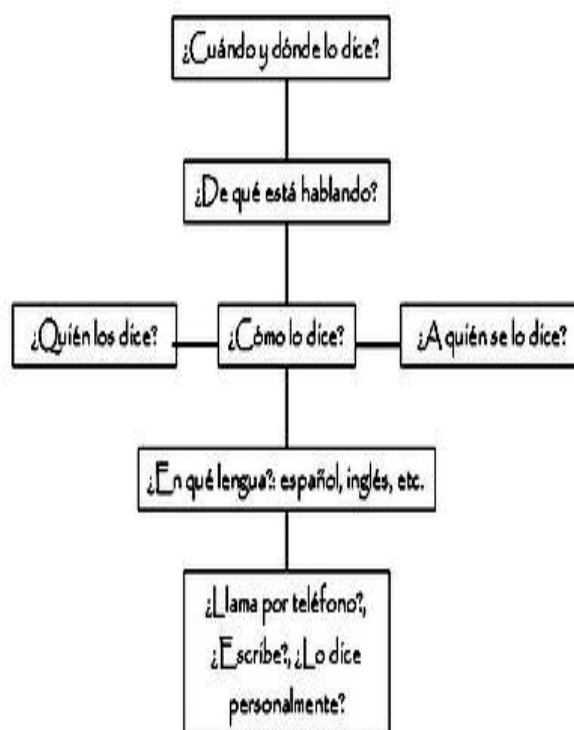 ¿Cuándo y dónde lo dice?
¿De qué está hablando?
¿Quién los dice?
¿Cómo lo dice?
¿A quién se lo dice?
¿En qué lengua?: español, inglés, etc.
¿Llama por teléfono?,
¿Escribe?, ¿Lo dice
personalmente?